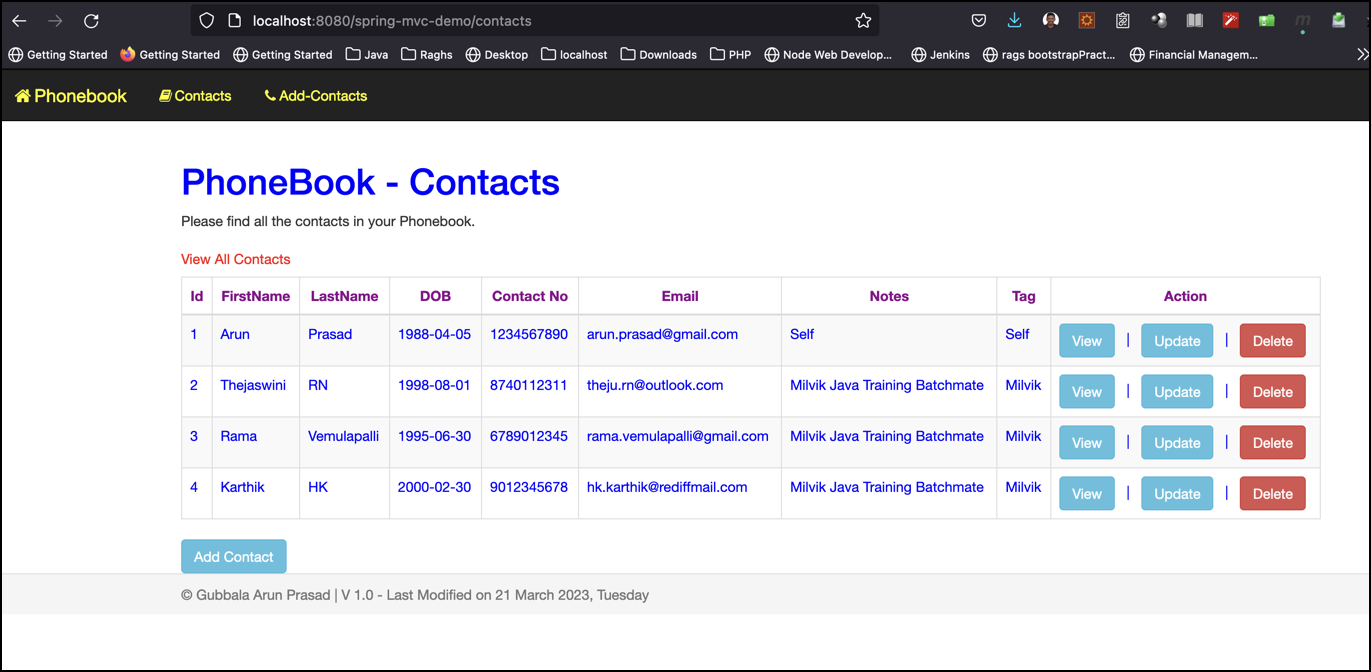 localhost:8080/spring-mvc-demo/contacts
Getting Started Getting Started Getting Started Java Raghs Desktop localhost Downloads PHP Node Web Develop... Jenkins rags bootstrapPract... Financial Managem...
Phonebook Contacts Add-Contacts
PhoneBook - Contacts
Please find all the contacts in your Phonebook.
View All Contacts
Id FirstName LastName DOB Contact No Email Notes Tag Action
1 Arun Prasad 1988-04-05 1234567890 arun.prasad@gmail.com Self Self View | Update | Delete
2 Thejaswini RN 1998-08-01 8740112311 theju.rn@outlook.com Milvik Java Training Batchmate Milvik View | Update | Delete
3 Rama Vemulapalli 1995-06-30 6789012345 rama.vemulapalli@gmail.com Milvik Java Training Batchmate Milvik View | Update | Delete
4 Karthik HK 2000-02-30 9012345678 hk.karthik@rediffmail.com Milvik Java Training Batchmate Milvik View | Update | Delete
Add Contact
© Gubbala Arun Prasad | V 1.0 - Last Modified on 21 March 2023, Tuesday